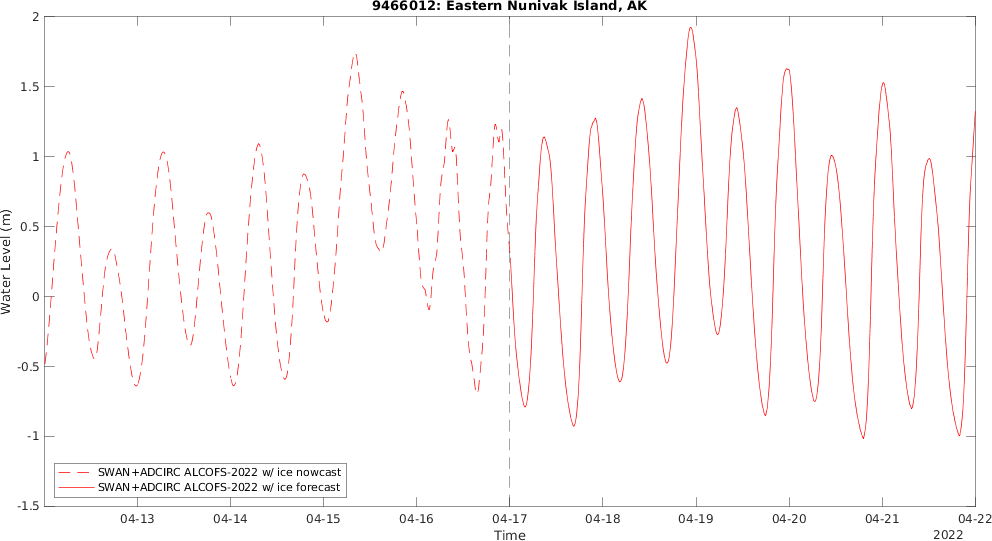 9466012: Eastern Nunivak Island, AK
2
1.5
1
0.5
0
-0.5
-1
-1.5
Water Level (m)
SWAN+ADCIRC ALCOFS-2022 w/ ice nowcast
SWAN+ADCIRC ALCOFS-2022 w/ ice forecast
04-13 04-14 04-15 04-16 04-17 04-18 04-19 04-20 04-21 04-22
Time
2022